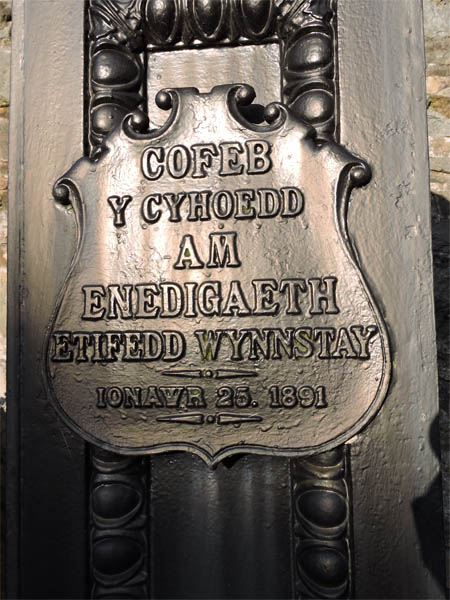 COFEB
Y CYHOEDD
AM
ENEDIGAETH
ETIFEDD WYNNSTAY
IONAWR 25. 1891